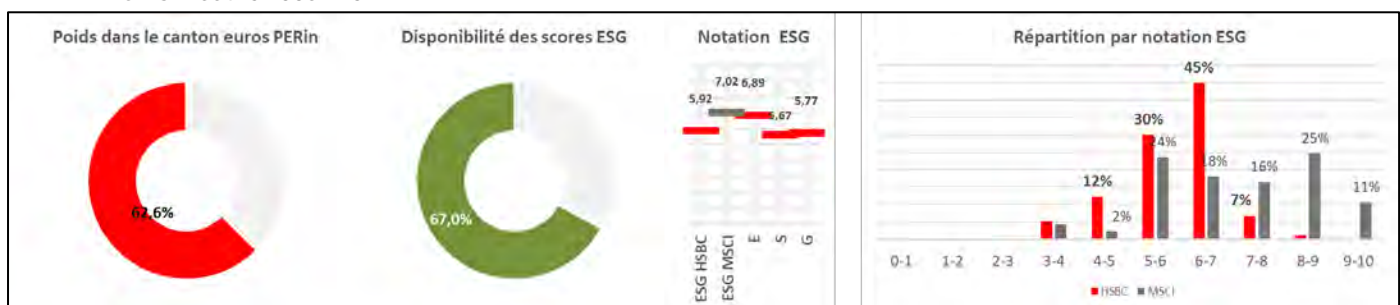 Poids dans le canton euros PERin
62,6%
Disponibilité des scores ESG
67,0%
Notation ESG
7,02
6,89
5,92
5,67
5,77
ESG HSBC
ESG MSCI
E
S
G
Répartition par notation ESG
45%
30%
24%
25%
18%
16%
12%
11%
7%
2%
0-1 1-2 2-3 3-4 4-5 5-6 6-7 7-8 8-9 9-10
HSBC MSCI